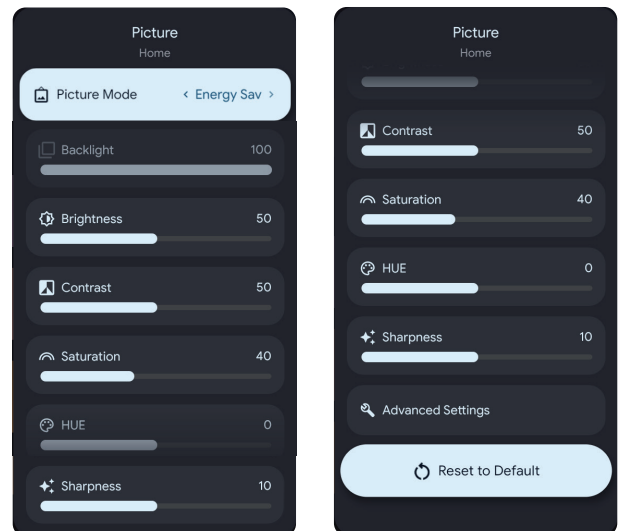 Picture
Home
Picture Mode
< Energy Sav >
Backlight 100
Brightness 50
Contrast 50
Saturation 40
HUE 0
Sharpness 10
Picture
Home
Contrast 50
Saturation 40
HUE 0
Sharpness 10
Advanced Settings
Reset to Default